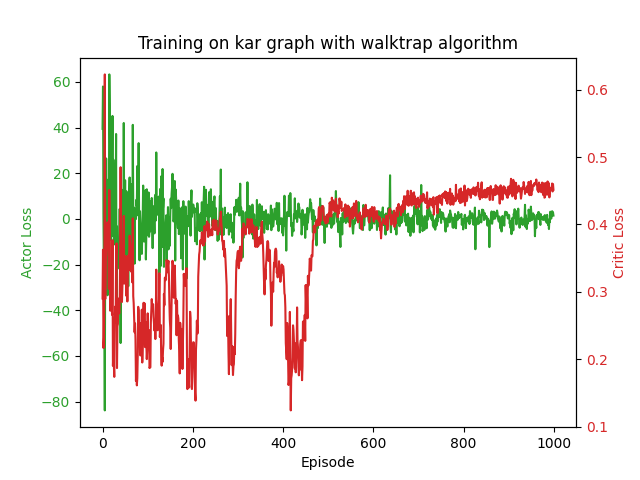 Training on kar graph with walktrap algorithm
60
40
20
0
−20
−40
−60
−80
Actor Loss
0.6
0.5
0.4
0.3
0.2
0.1
Critic Loss
0 200 400 600 800 1000
Episode